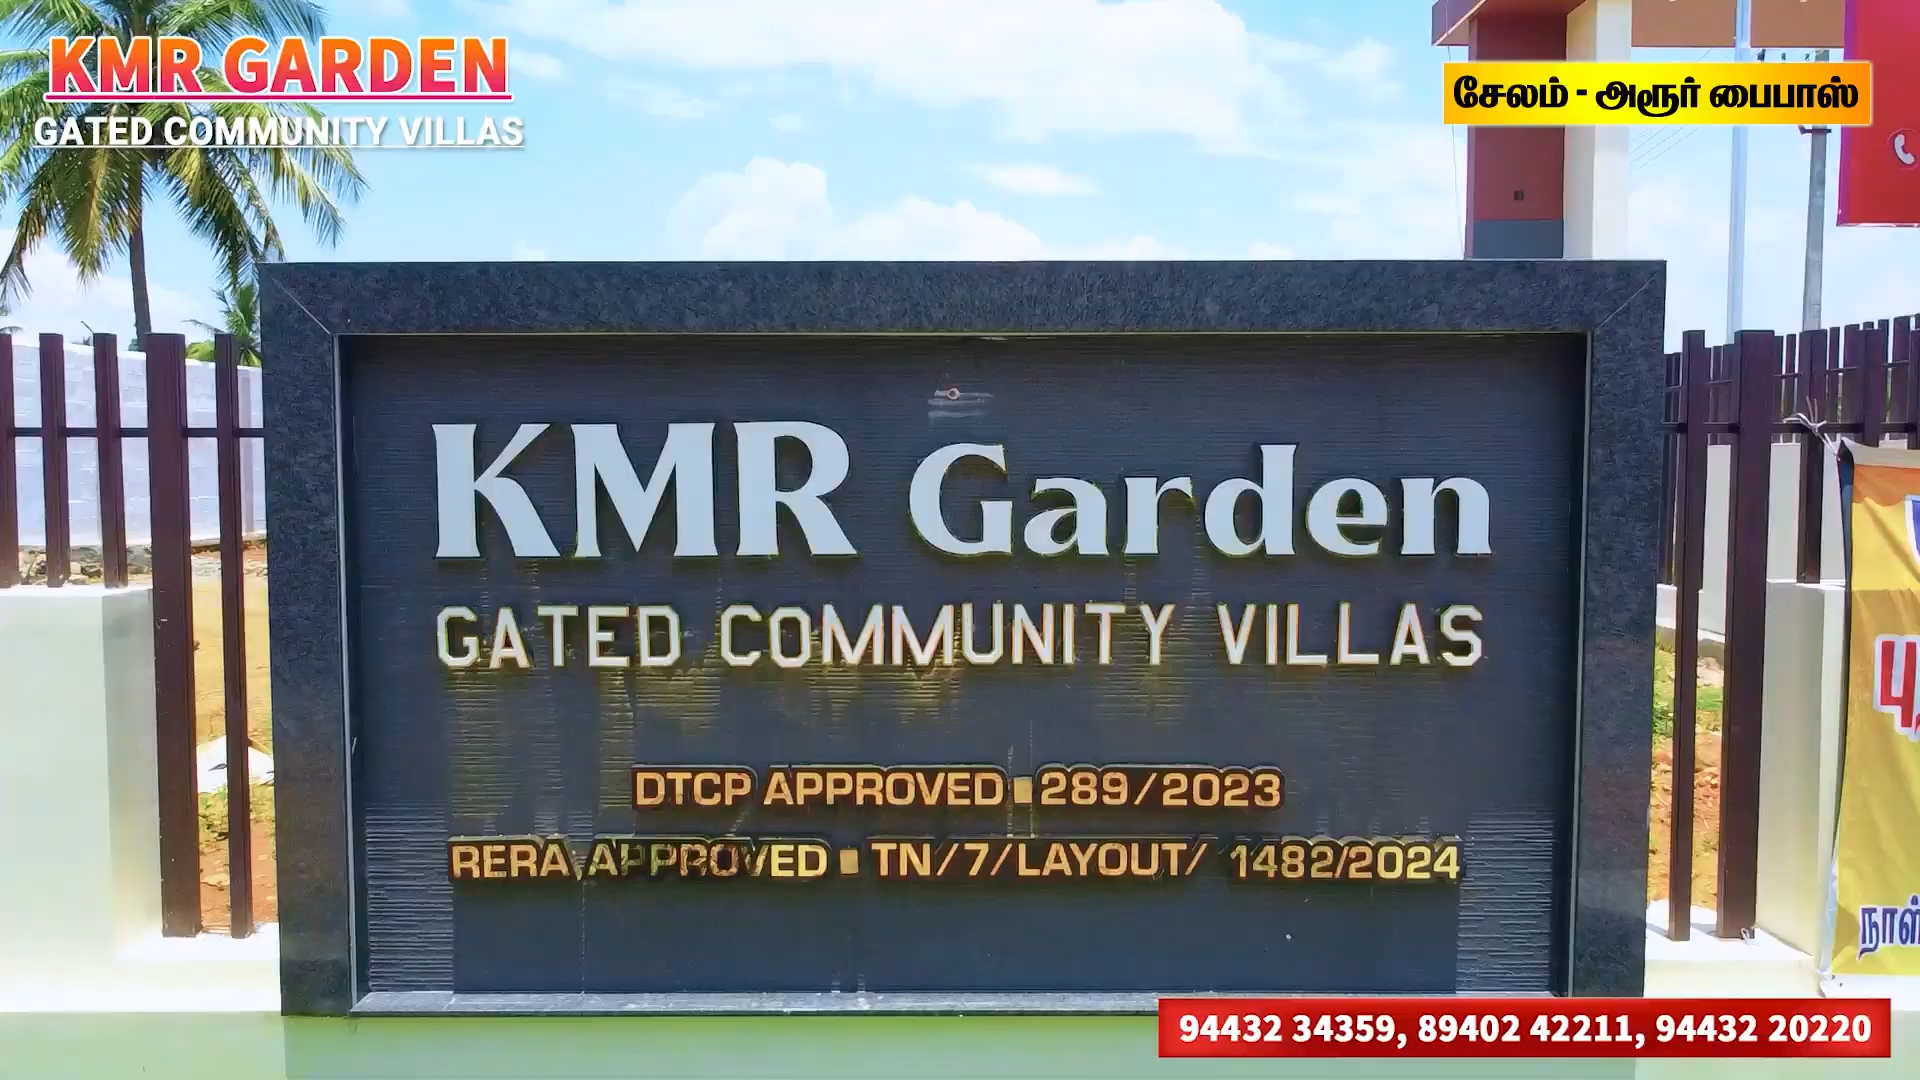 KMR GARDEN
GATED COMMUNITY VILLAS
சேலம் - அரூர் பைபாஸ்
KMR Garden
GATED COMMUNITY VILLAS
DTCP APPROVED ▪ 289/2023
RERA APPROVED ▪ TN/7/LAYOUT/ 1482/2024
94432 34359, 89402 42211, 94432 20220